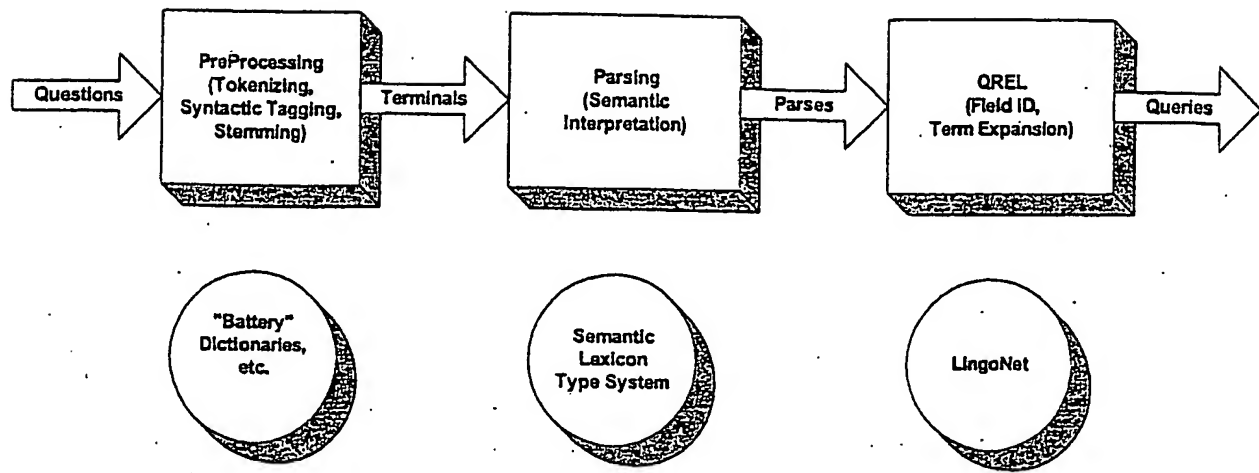 Questions
PreProcessing
(Tokenizing,
Syntactic Tagging,
Stemming)
Terminals
Parsing
(Semantic
Interpretation)
Parses
QREL
(Field ID,
Term Expansion)
Queries
"Battery"
Dictionaries,
etc.
Semantic
Lexicon
Type System
LingoNet